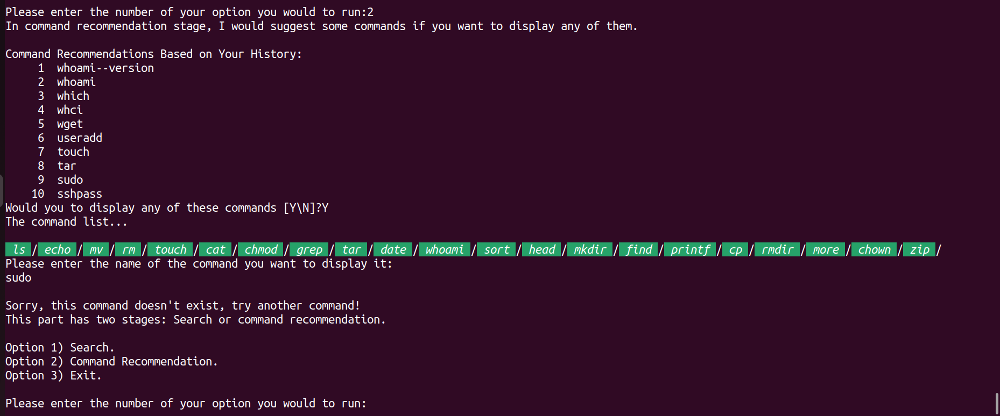 Please enter the number of your option you would to run:2
In command recommendation stage, I would suggest some commands if you want to display any of them.
Command Recommendations Based on Your History:
1 whoami--version
2 whoami
3 which
4 whci
5 wget
6 useradd
7 touch
8 tar
9 sudo
10 sshpass
Would you to display any of these commands [Y\N]?Y
The command list...
ls / echo / mv / rm / touch / cat / chmod / grep / tar / date / whoami / sort / head / mkdir / find / printf / cp / rmdir / more / chown / zip /
Please enter the name of the command you want to display it:
sudo
Sorry, this command doesn't exist, try another command!
This part has two stages: Search or command recommendation.
Option 1) Search.
Option 2) Command Recommendation.
Option 3) Exit.
Please enter the number of your option you would to run: